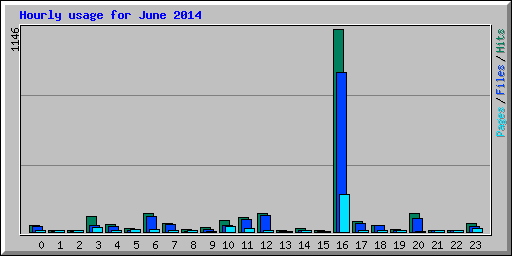 Hourly usage for June 2014
1146
Pages/Files/Hits
0 1 2 3 4 5 6 7 8 9 10 11 12 13 14 15 16 17 18 19 20 21 22 23